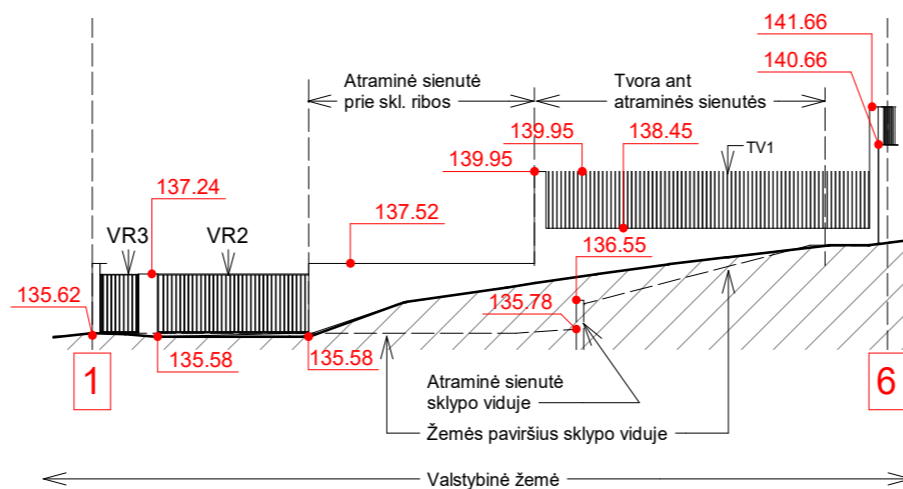 141.66
140.66
Atraminė sienutė
prie skl. ribos
Tvora ant
atraminės sienutės
139.95
138.45
TV1
139.95
137.24
137.52
VR3
VR2
136.55
135.62
135.78
135.58
135.58
1
6
Atraminė sienutė
sklypo viduje
Žemės paviršius sklypo viduje
Valstybinė žemė